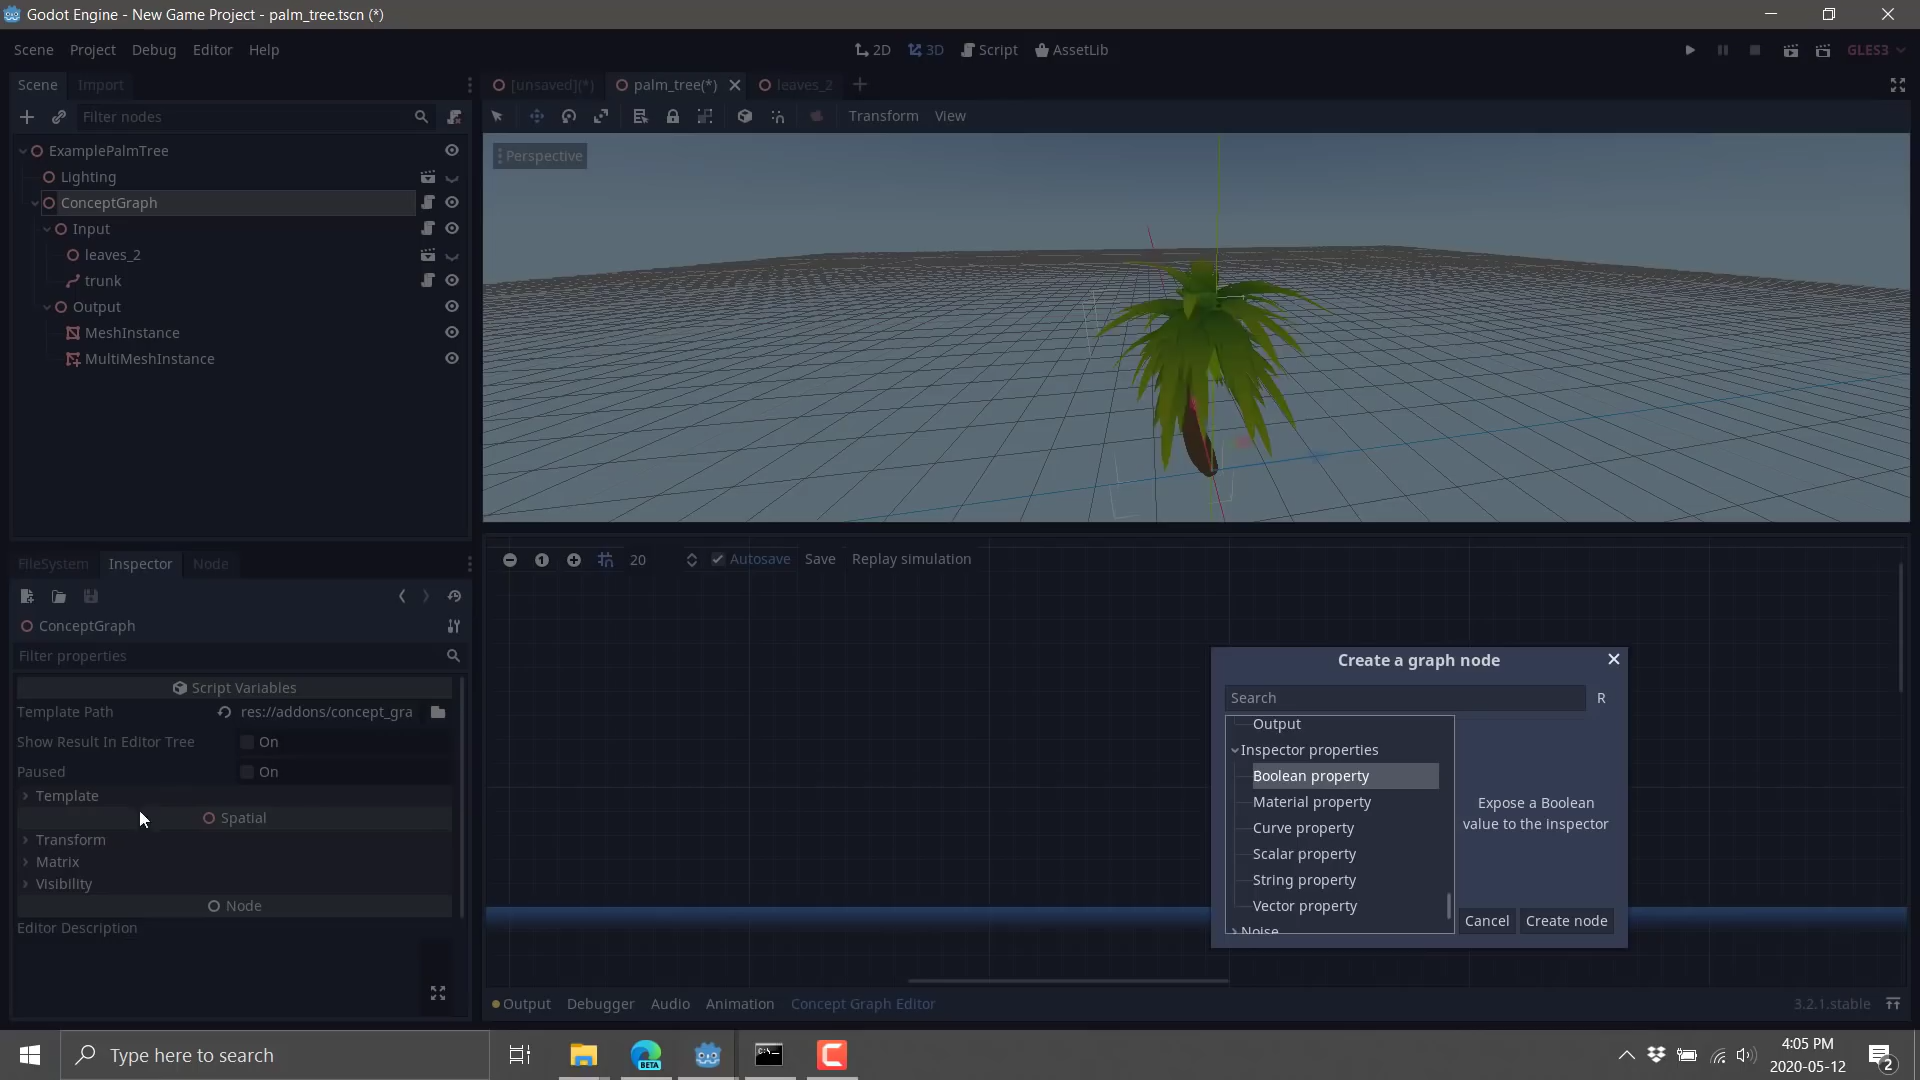 Godot Engine - New Game Project - palm_tree.tscn (*)
Scene Project Debug Editor Help
2D 3D Script AssetLib
GLES3
Scene Import
[unsaved](*) palm_tree(*) leaves_2
Filter nodes
Transform View
ExamplePalmTree
Perspective
Lighting
ConceptGraph
Input
leaves_2
trunk
Output
MeshInstance
MultiMeshInstance
FileSystem Inspector Node
20 Autosave Save Replay simulation
ConceptGraph
Filter properties
Script Variables
Template Path res://addons/concept_gra
Show Result In Editor Tree On
Paused On
Template
Spatial
Transform
Matrix
Visibility
Node
Editor Description
Create a graph node
Search R
Output
Inspector properties
Boolean property
Material property
Curve property
Scalar property
String property
Vector property
Noise
Expose a Boolean
value to the inspector
Cancel Create node
Output Debugger Audio Animation Concept Graph Editor
3.2.1.stable
Type here to search
BETA
C:\_
4:05 PM
2020-05-12
2